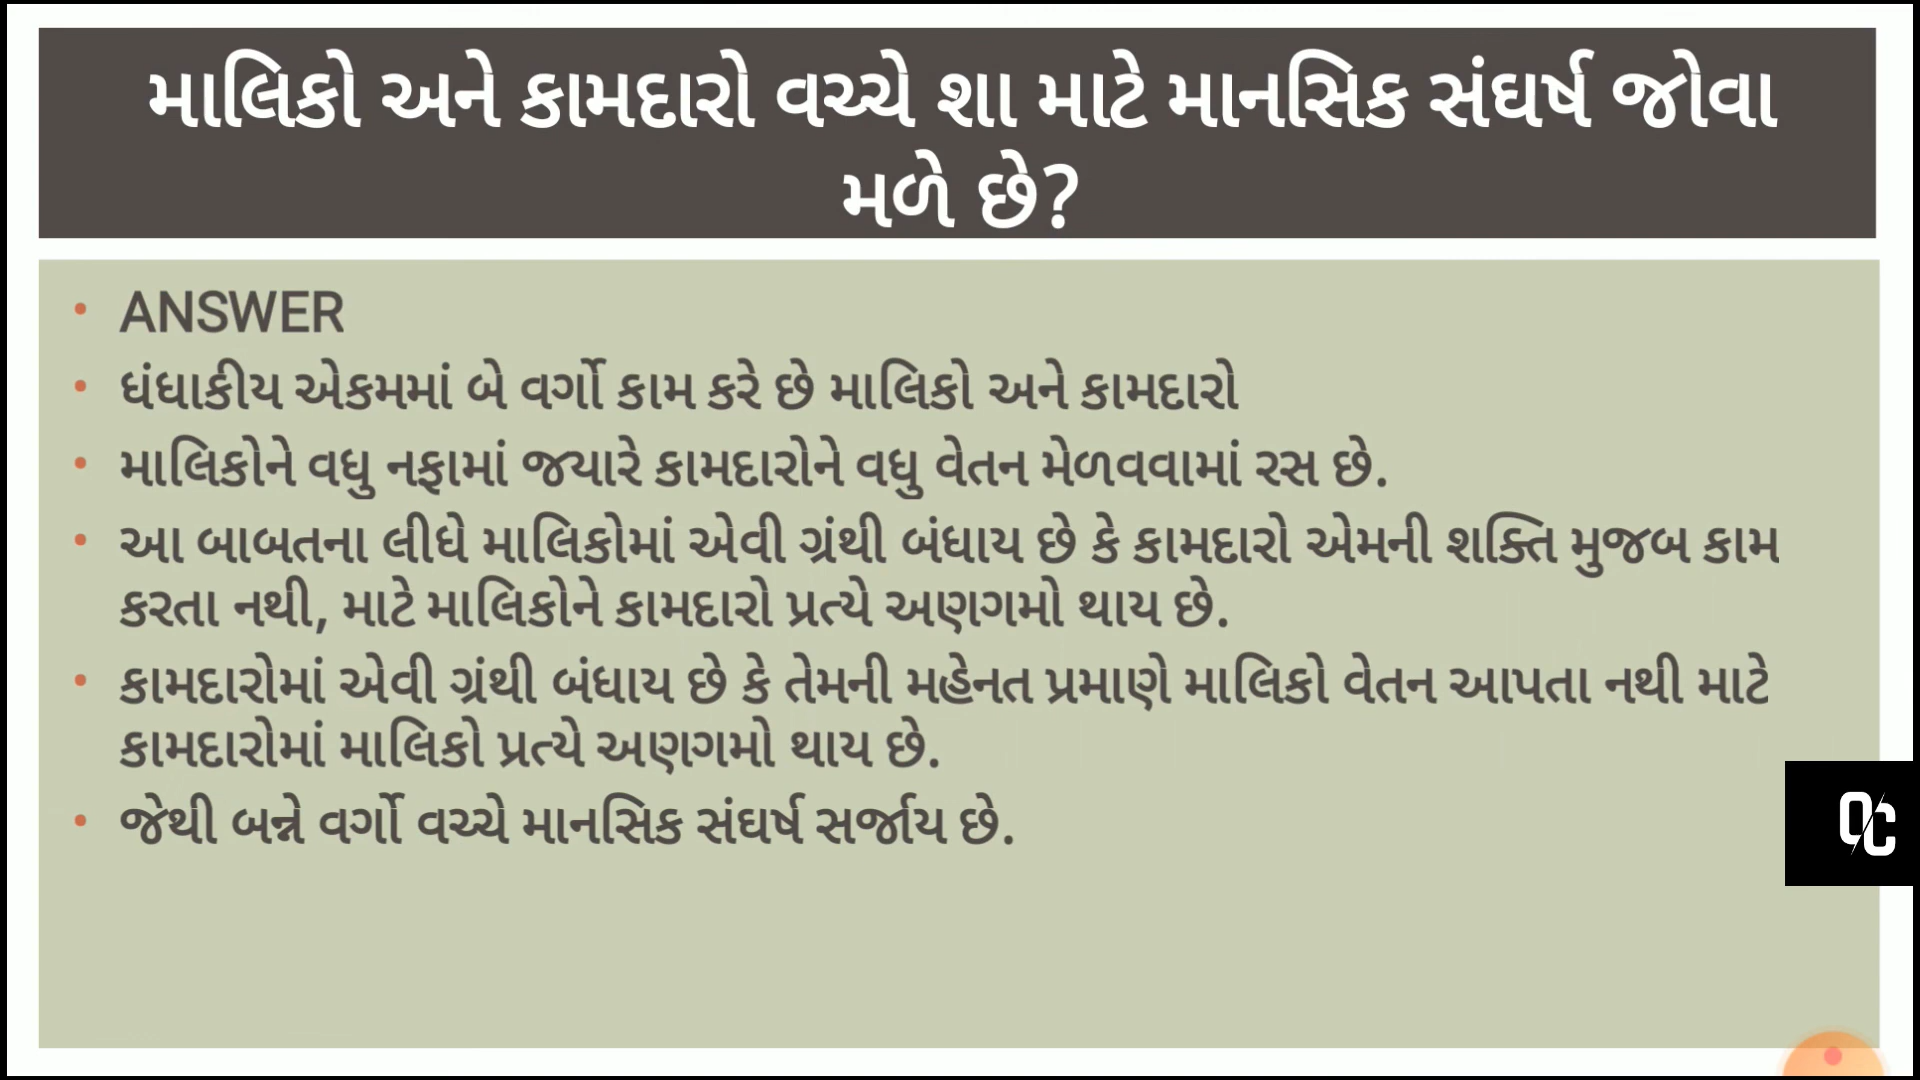 માલિકો અને કામદારો વચ્ચે શા માટે માનસિક સંઘર્ષ જોવા
મળે છે?
• ANSWER
• ધંધાકીય એકમમાં બે વર્ગો કામ કરે છે માલિકો અને કામદારો
• માલિકોને વધુ નફામાં જ્યારે કામદારોને વધુ વેતન મેળવવામાં રસ છે.
• આ બાબતના લીધે માલિકોમાં એવી ગ્રંથી બંધાય છે કે કામદારો એમની શક્તિ મુજબ કામ
કરતા નથી, માટે માલિકોને કામદારો પ્રત્યે અણગમો થાય છે.
• કામદારોમાં એવી ગ્રંથી બંધાય છે કે તેમની મહેનત પ્રમાણે માલિકો વેતન આપતા નથી માટે
કામદારોમાં માલિકો પ્રત્યે અણગમો થાય છે.
• જેથી બન્ને વર્ગો વચ્ચે માનસિક સંઘર્ષ સર્જાય છે.
OC